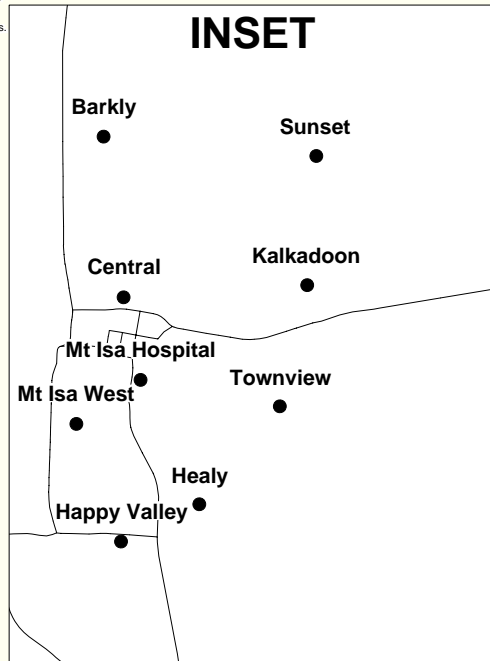 s.
INSET
Barkly
Sunset
Central
Kalkadoon
Mt Isa Hospital
Townview
Mt Isa West
Healy
Happy Valley